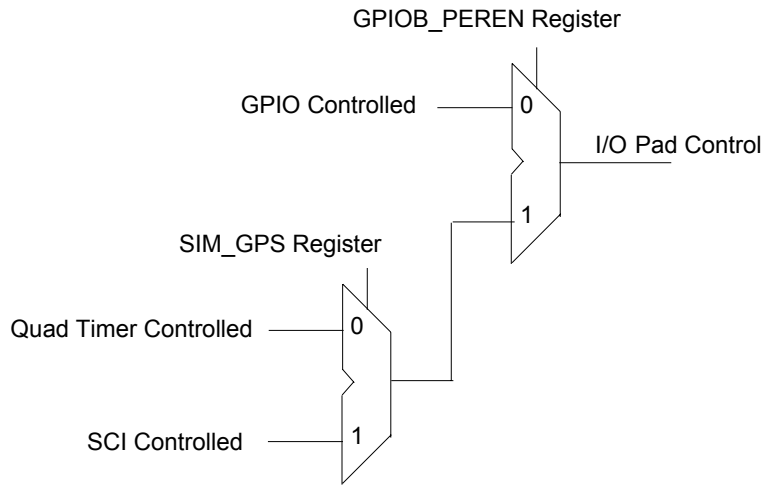 GPIOB_PEREN Register
GPIO Controlled
0
I/O Pad Control
1
SIM_GPS Register
Quad Timer Controlled
0
SCI Controlled
1